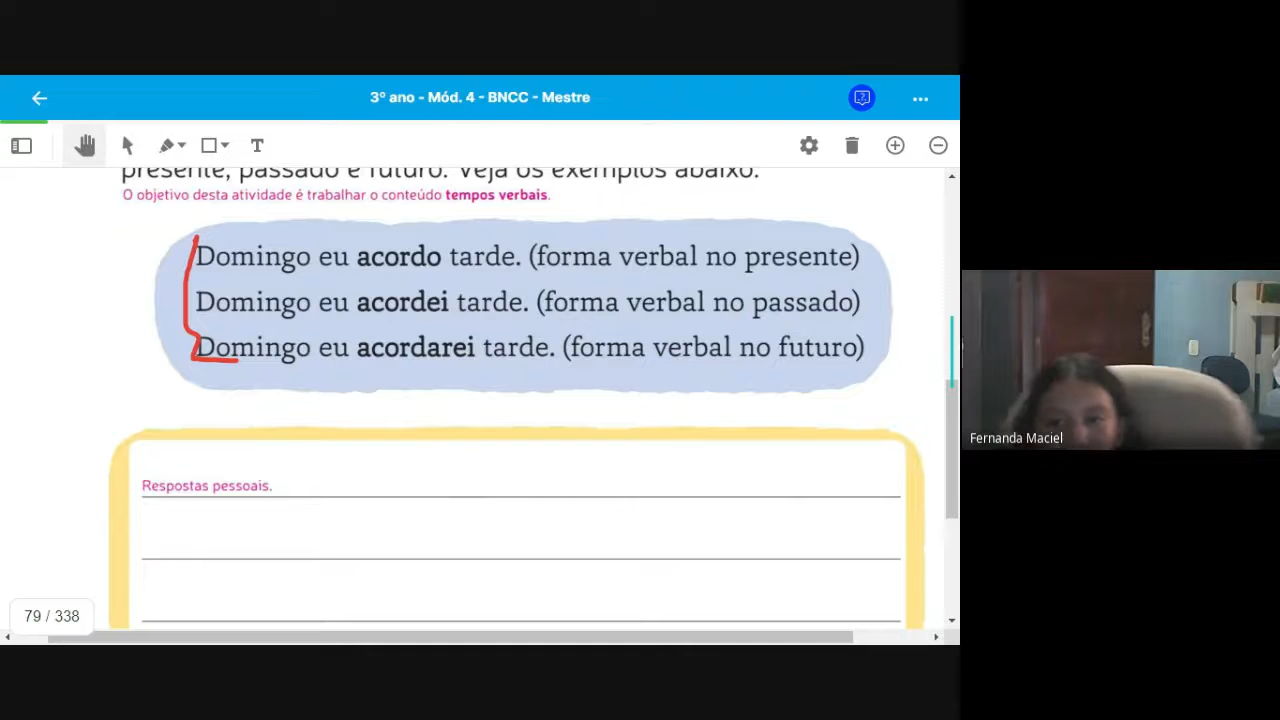 3º ano - Mód. 4 - BNCC - Mestre
T
presente, passado e futuro. Veja os exemplos abaixo.
O objetivo desta atividade é trabalhar o conteúdo tempos verbais.
Domingo eu acordo tarde. (forma verbal no presente)
Domingo eu acordei tarde. (forma verbal no passado)
Domingo eu acordarei tarde. (forma verbal no futuro)
Fernanda Maciel
Respostas pessoais.
79 / 338